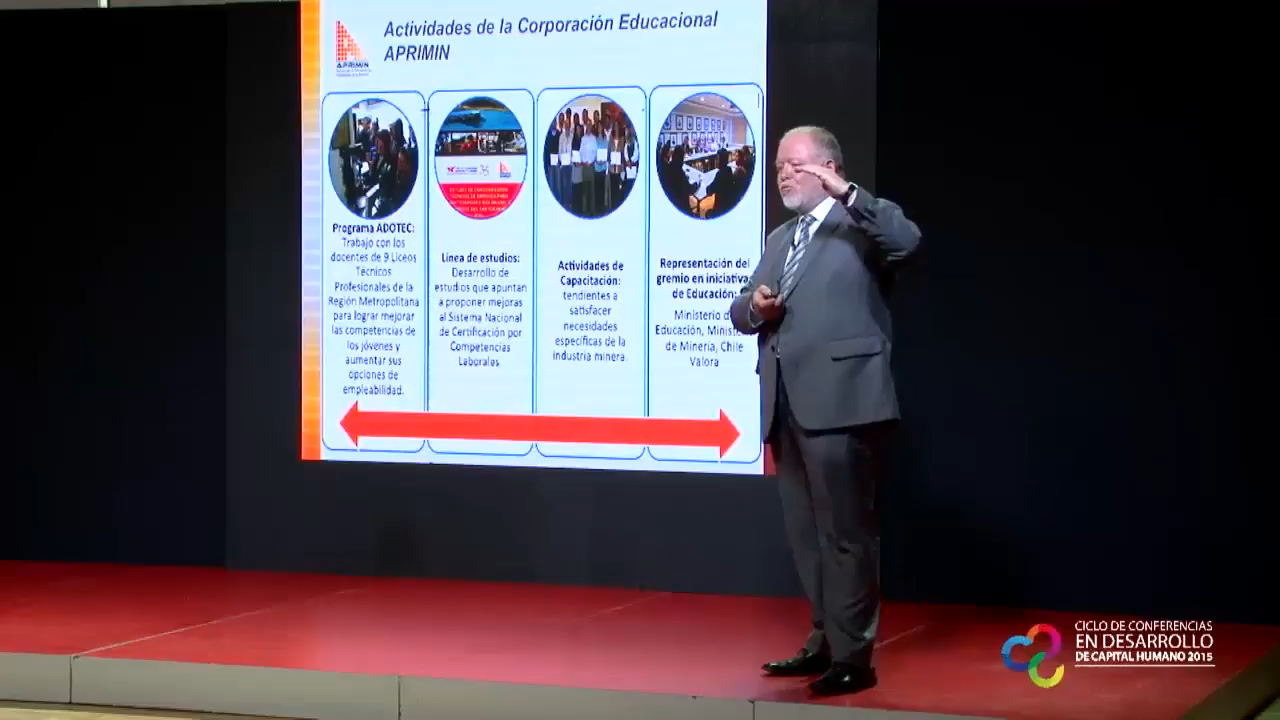 Actividades de la Corporación Educacional
APRIMIN
APRIMIN
Programa ADOTEC:
Trabajo con los
docentes de 9 Liceos
Técnicos
Profesionales de la
Región Metropolitana
para lograr mejorar
las competencias de
los jóvenes y
aumentar sus
opciones de
empleabilidad.
Línea de estudios:
Desarrollo de
estudios que apuntan
a proponer mejoras
al Sistema Nacional
de Certificación por
Competencias
Laborales
Actividades de
Capacitación:
tendientes a
satisfacer
necesidades
específicas de la
industria minera.
Representación del
gremio en
de Educación:
Ministerio
Educación,
de Minería, Chile
Valora
CICLO DE CONFERENCIAS
EN DESARROLLO
DE CAPITAL HUMANO 2015